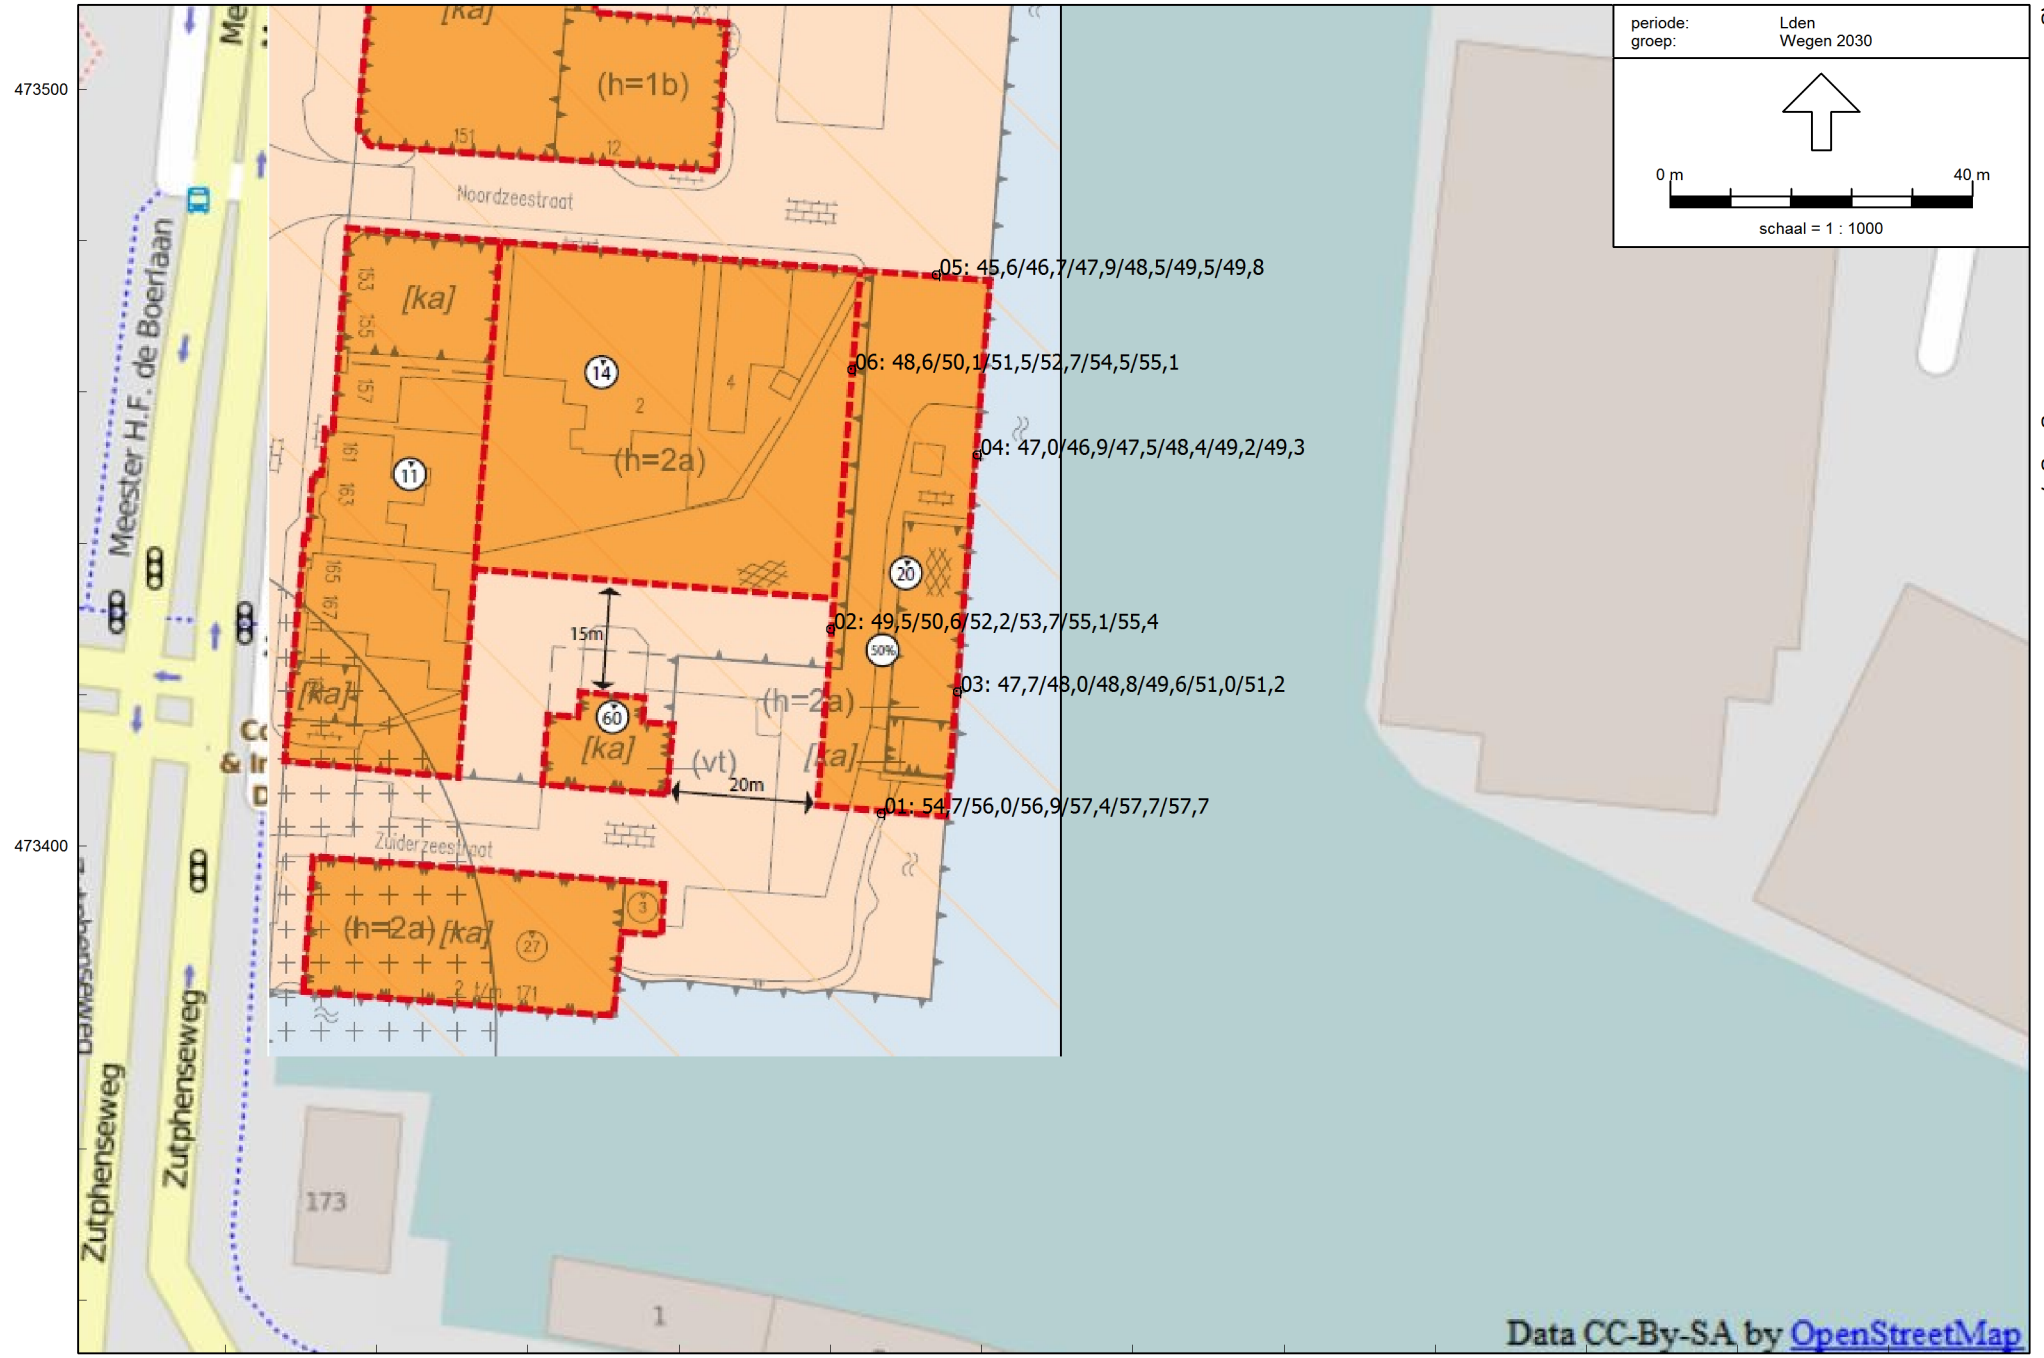 periode: Lden
groep: Wegen 2030
0 m 40 m
schaal = 1 : 1000
473500
473400
[ka]
(h=1b)
151
12
Noordzeestraat
Meester H.F. de Boerlaan
Me
153
[ka]
155
157
161
163
165
167
14
2
4
(h=2a)
11
20
50%
05: 45,6/46,7/47,9/48,5/49,5/49,8
06: 48,6/50,1/51,5/52,7/54,5/55,1
04: 47,0/46,9/47,5/48,4/49,2/49,3
02: 49,5/50,6/52,2/53,7/55,1/55,4
03: 47,7/48,0/48,8/49,6/51,0/51,2
01: 54,7/56,0/56,9/57,4/57,7/57,7
15m
[ka]
60
[ka]
(h=2a)
(vt)
[ka]
20m
Co
& In
D
Zuiderzeestraat
(h=2a) [ka]
3
27
2 t/m 171
Zutphenseweg
Zutphenseweg
173
1
Data CC-By-SA by OpenStreetMap